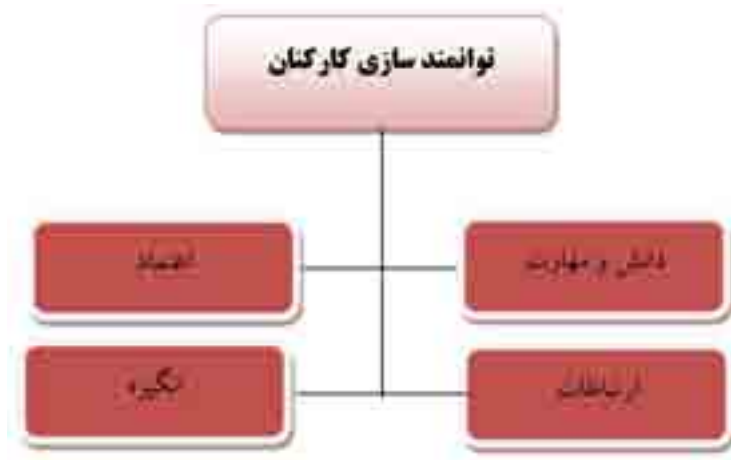 توانمند سازی کارکنان
دانش و مهارت
اعتماد
ارتباطات
انگیزه